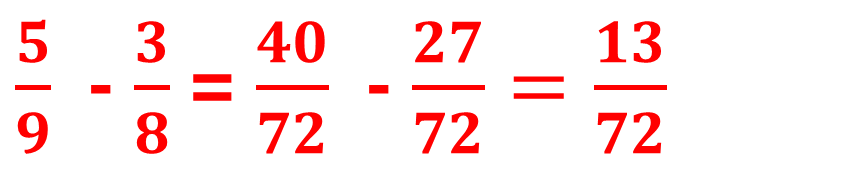 5/9 - 3/8 = 40/72 - 27/72 = 13/72